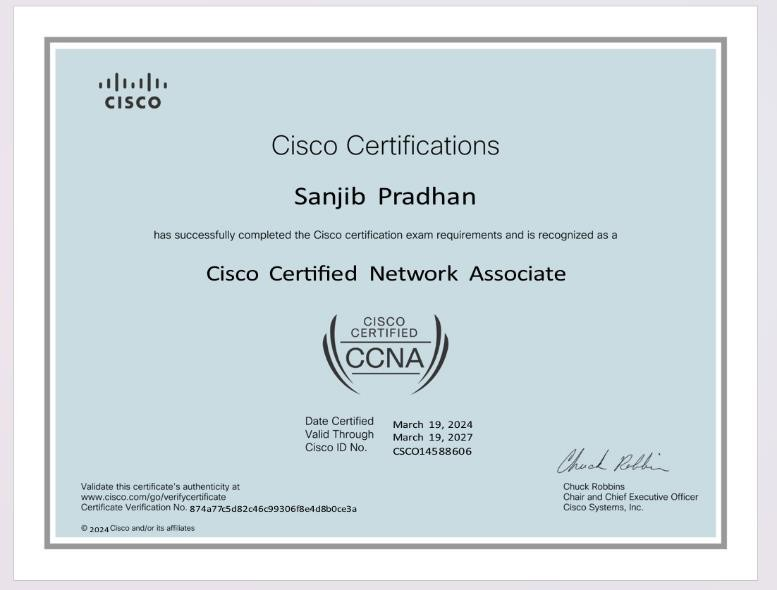 CISCO
Cisco Certifications
Sanjib Pradhan
has successfully completed the Cisco certification exam requirements and is recognized as a
Cisco Certified Network Associate
CISCO
CERTIFIED
CCNA
Date Certified March 19, 2024
Valid Through March 19, 2027
Cisco ID No. CSCO14588606
Chuck Robbins
Validate this certificate's authenticity at
www.cisco.com/go/verifycertificate
Certificate Verification No. 874a77c5d82c46c99306f8e4d8b0ce3a
© 2024 Cisco and/or its affiliates
Chuck Robbins
Chair and Chief Executive Officer
Cisco Systems, Inc.